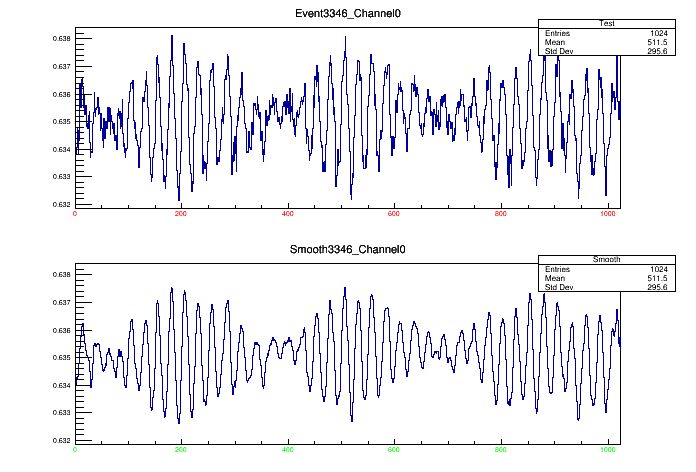 Event3346_Channel0
Test
Entries 1024
Mean 511.5
Std Dev 295.6
0.638
0.637
0.636
0.635
0.634
0.633
0.632
0 200 400 600 800 1000
Smooth3346_Channel0
Smooth
Entries 1024
Mean 511.5
Std Dev 295.6
0.638
0.637
0.636
0.635
0.634
0.633
0.632
0 200 400 600 800 1000